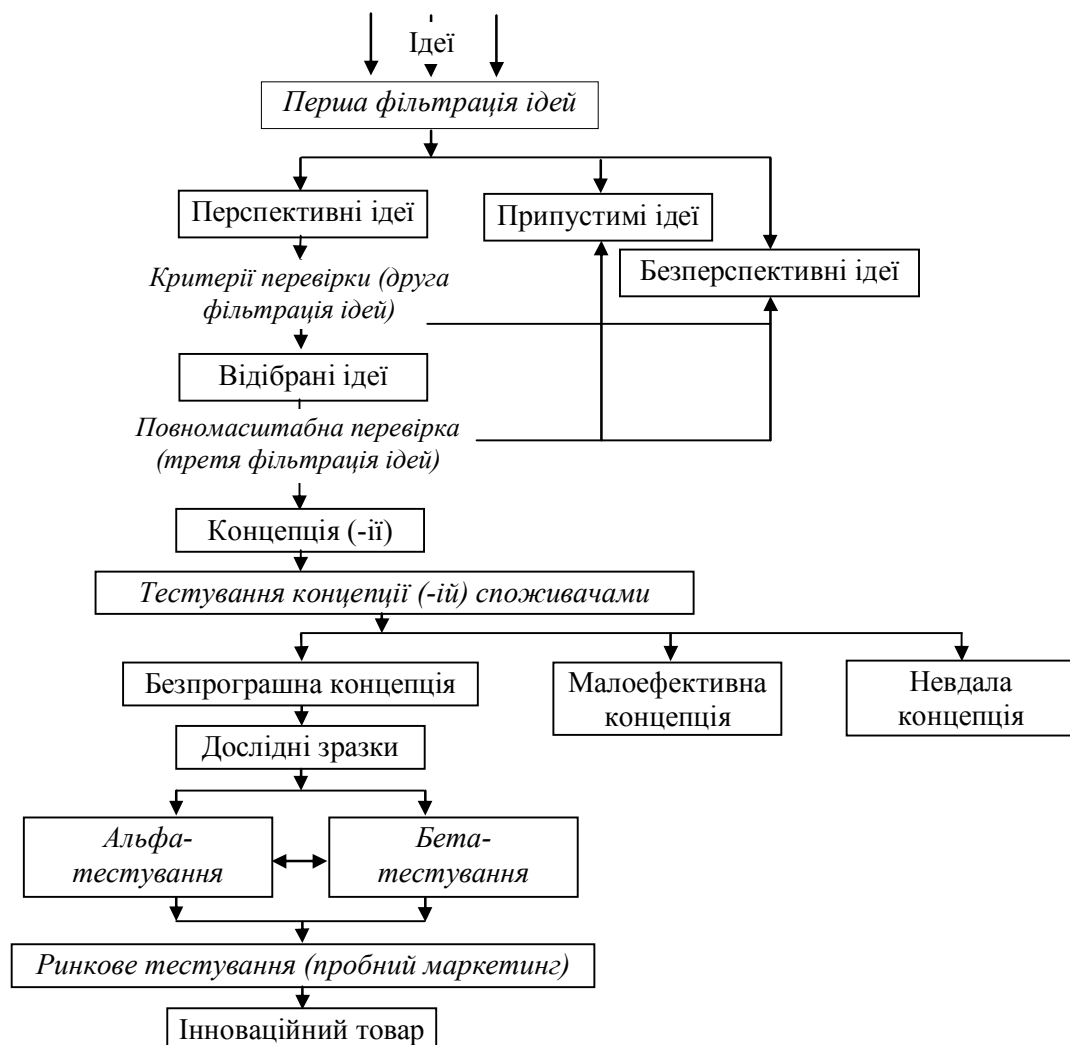 Ідеї
Перша фільтрація ідей
Перспективні ідеї
Припустимі ідеї
Безперспективні ідеї
Критерії перевірки (друга
фільтрація ідей)
Відібрані ідеї
Повномасштабна перевірка
(третя фільтрація ідей)
Концепція (-ії)
Тестування концепції (-ій) споживачами
Безпрограшна концепція
Малоефективна
концепція
Невдала
концепція
Дослідні зразки
Альфа-
тестування
Бета-
тестування
Ринкове тестування (пробний маркетинг)
Інноваційний товар